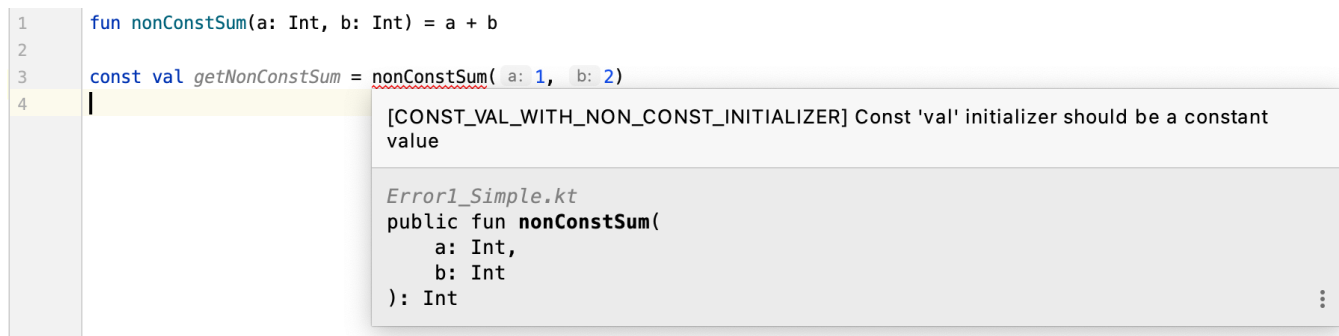 1 fun nonConstSum(a: Int, b: Int) = a + b
2
3 const val getNonConstSum = nonConstSum( a: 1, b: 2)
4
[CONST_VAL_WITH_NON_CONST_INITIALIZER] Const 'val' initializer should be a constant
value
Error1_Simple.kt
public fun nonConstSum(
    a: Int,
    b: Int
): Int